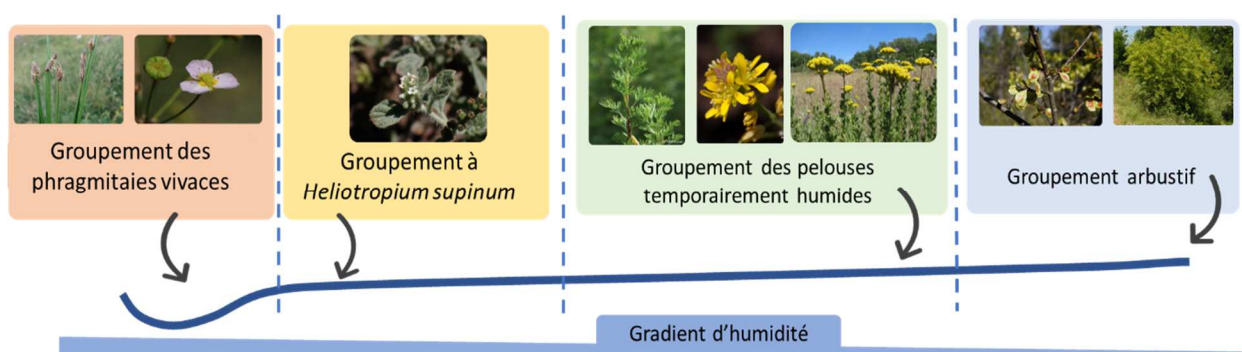 Groupement des
phragmitaies vivaces
Groupement à
Heliotropium supinum
Groupement des pelouses
temporairement humides
Groupement arbustif
Gradient d'humidité